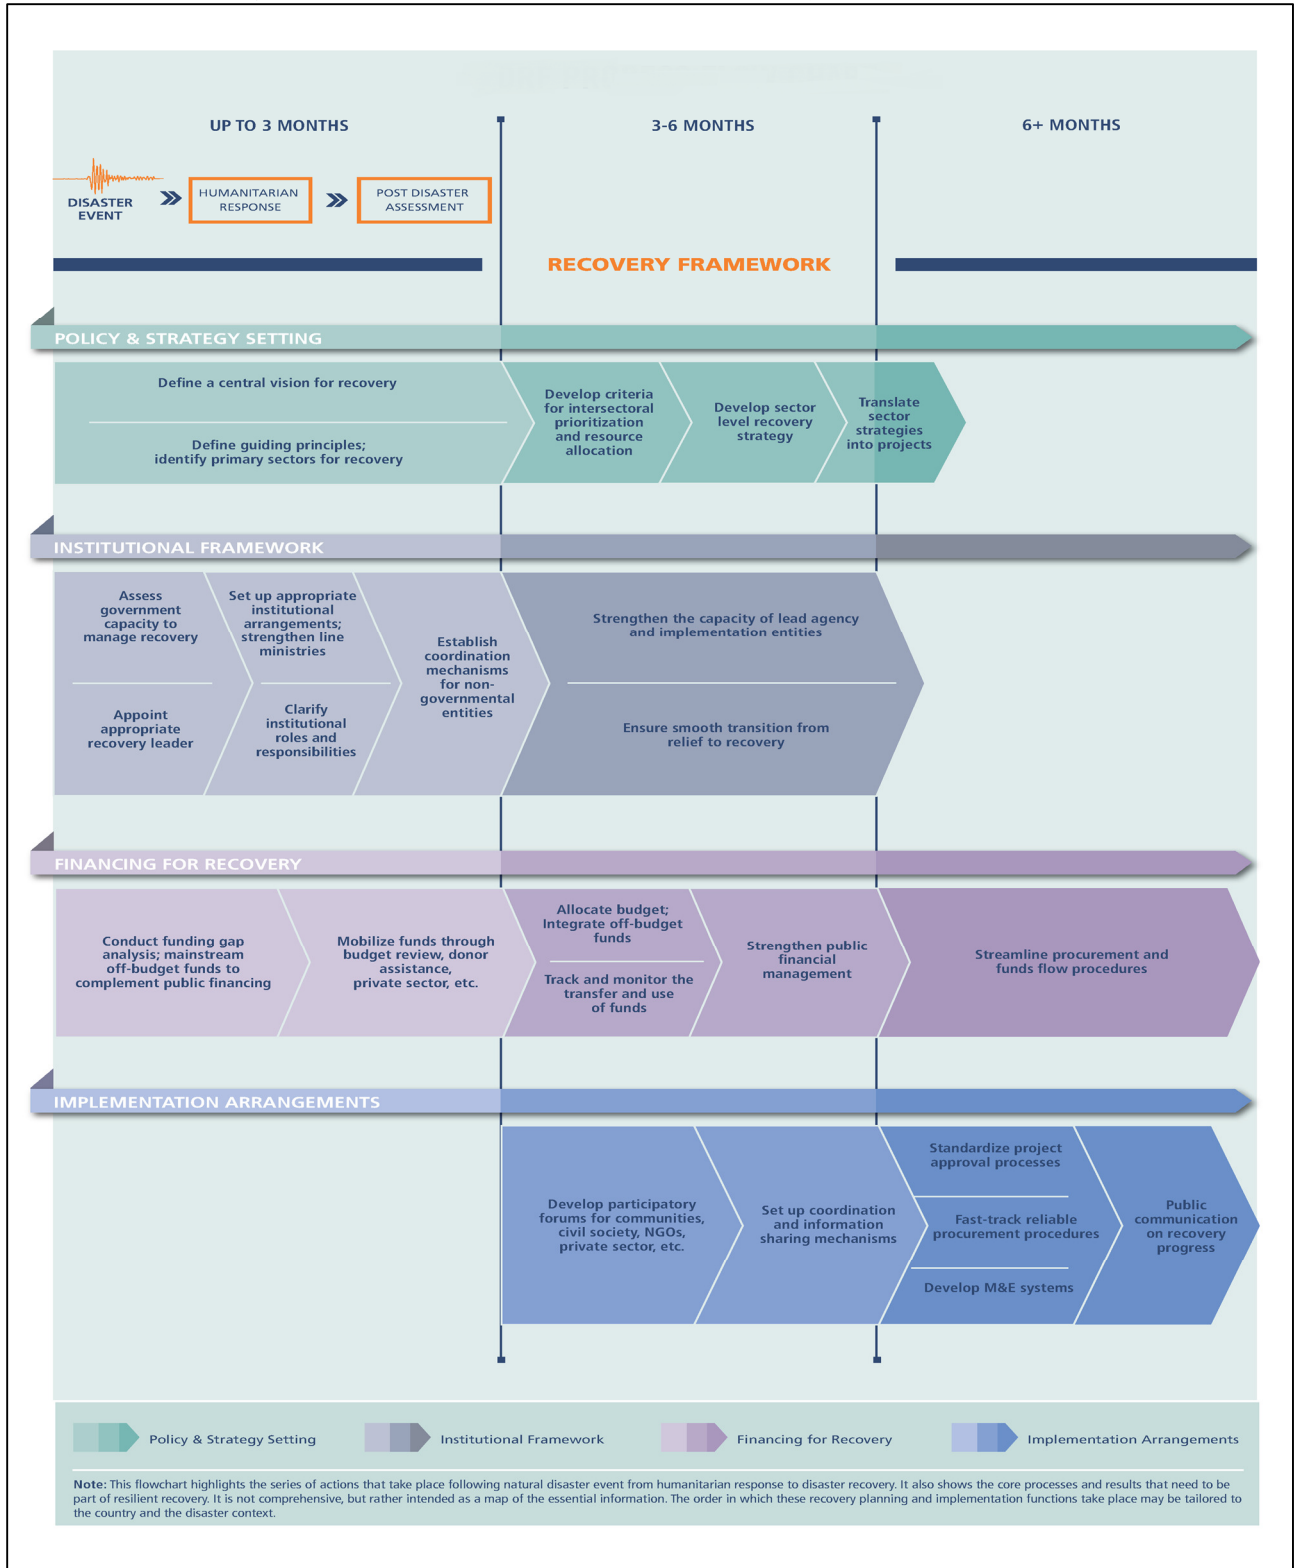 UP TO 3 MONTHS
3-6 MONTHS
6+ MONTHS
DISASTER
EVENT
HUMANITARIAN
RESPONSE
POST DISASTER
ASSESSMENT
RECOVERY FRAMEWORK
POLICY & STRATEGY SETTING
Define a central vision for recovery
Define guiding principles;
identify primary sectors for recovery
Develop criteria
for intersectoral
prioritization
and resource
allocation
Develop sector
level recovery
strategy
Translate
sector
strategies
into projects
INSTITUTIONAL FRAMEWORK
Assess
government
capacity to
manage recovery
Appoint
appropriate
recovery leader
Set up appropriate
institutional
arrangements;
strengthen line
ministries
Clarify
institutional
roles and
responsibilities
Establish
coordination
mechanisms
for non-
governmental
entities
Strengthen the capacity of lead agency
and implementation entities
Ensure smooth transition from
relief to recovery
FINANCING FOR RECOVERY
Conduct funding gap
analysis; mainstream
off-budget funds to
complement public financing
Mobilize funds through
budget review, donor
assistance,
private sector, etc.
Allocate budget;
Integrate off-budget
funds
Track and monitor the
transfer and use
of funds
Strengthen public
financial
management
Streamline procurement and
funds flow procedures
IMPLEMENTATION ARRANGEMENTS
Develop participatory
forums for communities,
civil society, NGOs,
private sector, etc.
Set up coordination
and information
sharing mechanisms
Standardize project
approval processes
Fast-track reliable
procurement procedures
Develop M&E systems
Public
communication
on recovery
progress
Policy & Strategy Setting
Institutional Framework
Financing for Recovery
Implementation Arrangements
Note: This flowchart highlights the series of actions that take place following natural disaster event from humanitarian response to disaster recovery. It also shows the core processes and results that need to be
part of resilient recovery. It is not comprehensive, but rather intended as a map of the essential information. The order in which these recovery planning and implementation functions take place may be tailored to
the country and the disaster context.